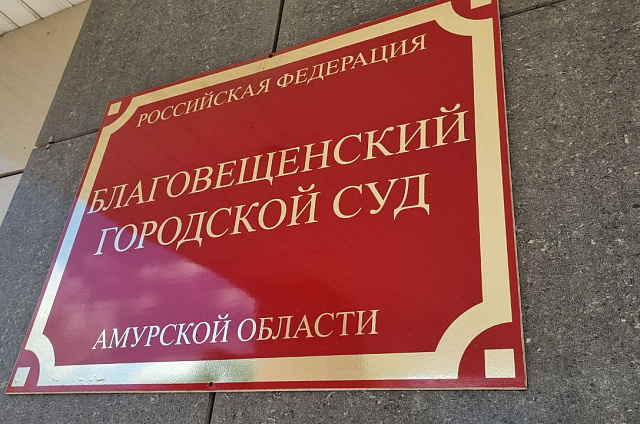 РОССИЙСКАЯ ФЕДЕРАЦИЯ
БЛАГОВЕЩЕНСКИЙ
ГОРОДСКОЙ СУД
АМУРСКОЙ ОБЛАСТИ